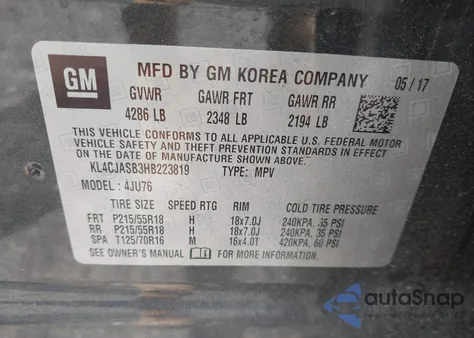 GM
MFD BY GM KOREA COMPANY 05/17
GVWR GAWR FRT GAWR RR
4286 LB 2348 LB 2194 LB
THIS VEHICLE CONFORMS TO ALL APPLICABLE U.S. FEDERAL MOTOR
VEHICLE SAFETY AND THEFT PREVENTION STANDARDS IN EFFECT ON
THE DATE OF MANUFACTURE SHOWN ABOVE.
KL4CJASB3HB223819 TYPE: MPV
MODEL : 4JU76
TIRE SIZE SPEED RTG RIM COLD TIRE PRESSURE
FRT P215/55R18 H 18x7.0J 240KPA, 35 PSI
RR P215/55R18 H 18x7.0J 240KPA, 35 PSI
SPA T125/70R16 M 16x4.0T 420KPA, 60 PSI
SEE OWNER'S MANUAL FOR MORE INFORMATION.
autoSnap